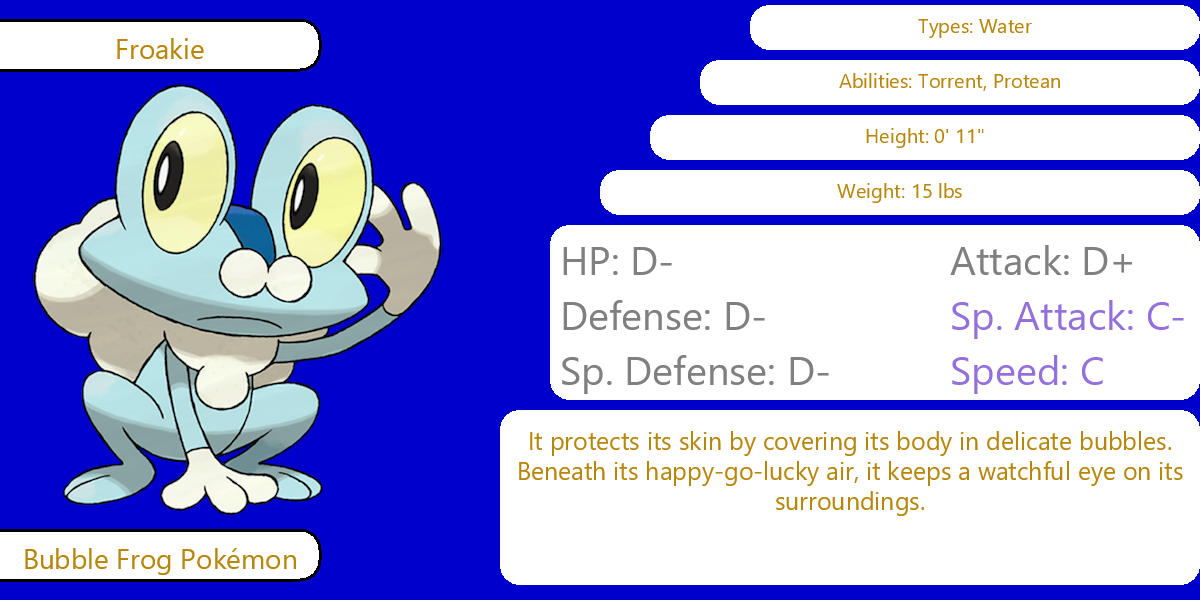 Froakie
Bubble Frog Pokémon
Types: Water
Abilities: Torrent, Protean
Height: 0' 11"
Weight: 15 lbs
HP: D-
Attack: D+
Defense: D-
Sp. Attack: C-
Sp. Defense: D-
Speed: C
It protects its skin by covering its body in delicate bubbles.
Beneath its happy-go-lucky air, it keeps a watchful eye on its
surroundings.